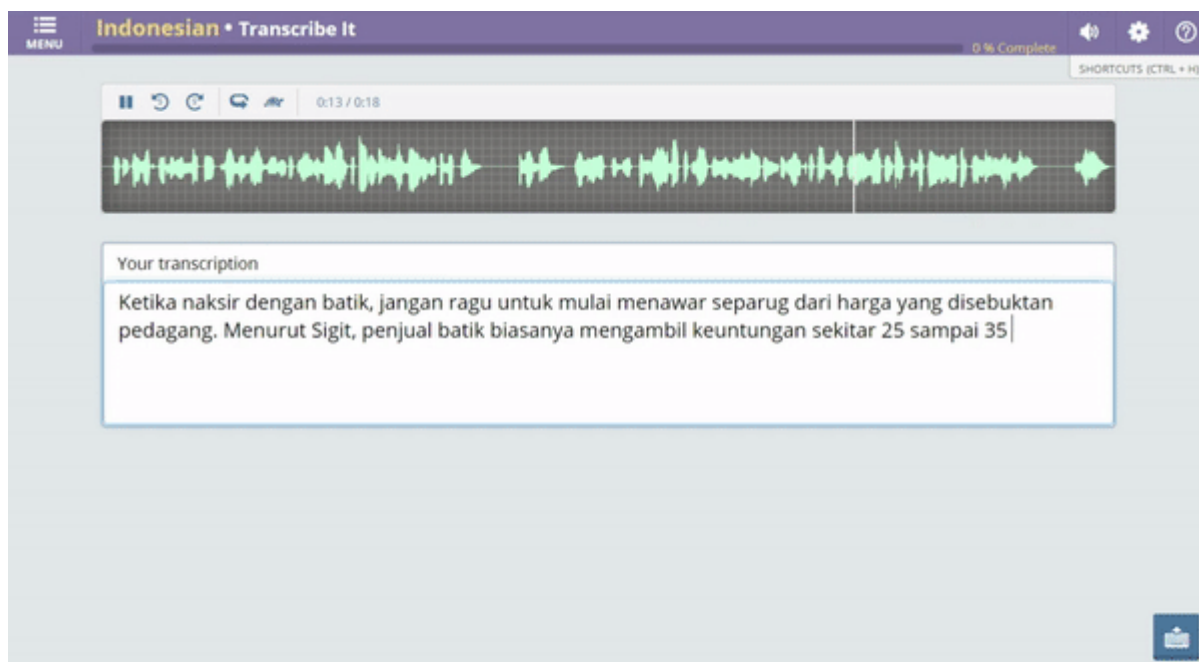 MENU
Indonesian • Transcribe It
0 % Complete
SHORTCUTS (CTRL + H)
0:13 / 0:18
Your transcription
Ketika naksir dengan batik, jangan ragu untuk mulai menawar separug dari harga yang disebuktan
pedagang. Menurut Sigit, penjual batik biasanya mengambil keuntungan sekitar 25 sampai 35